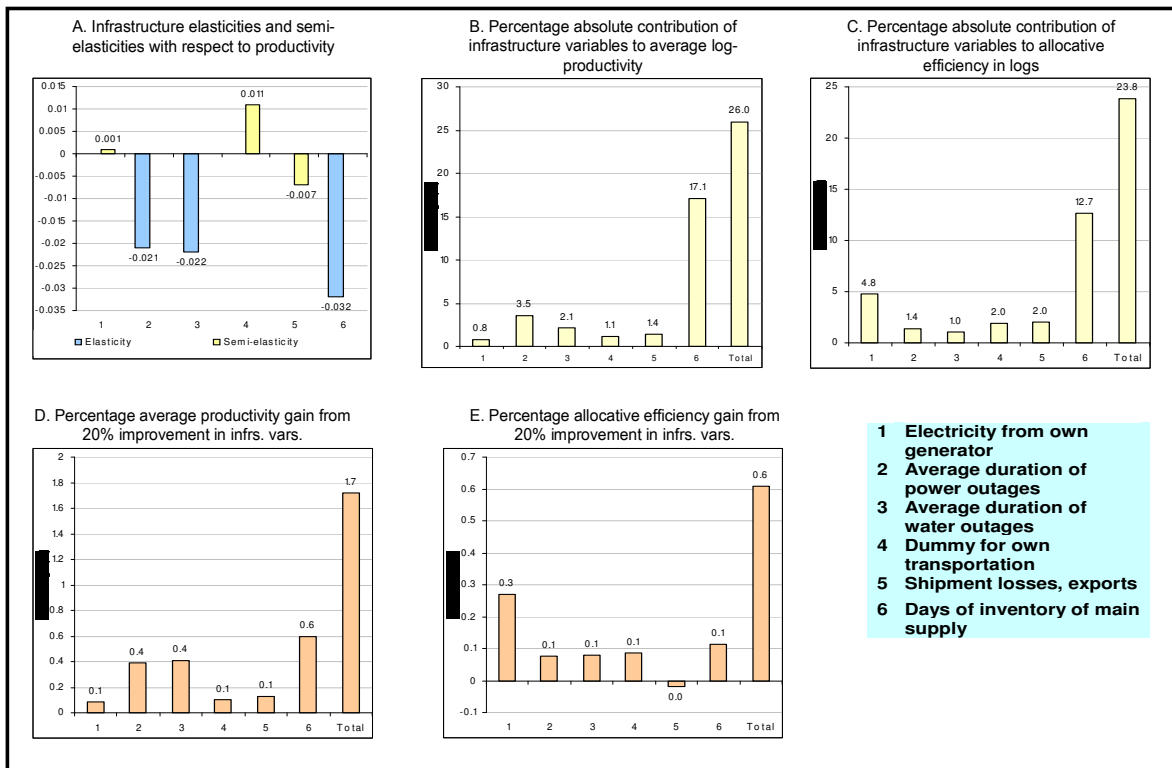 A. Infrastructure elasticities and semi-
elasticities with respect to productivity
0.015
0.01
0.005
0
-0.005
-0.01
-0.015
-0.02
-0.025
-0.03
-0.035
0.001
-0.021
-0.022
0.011
-0.007
-0.032
1 2 3 4 5 6
Elasticity Semi-elasticity
B. Percentage absolute contribution of
infrastructure variables to average log-
productivity
30
25
20
15
10
5
0
0.8
3.5
2.1
1.1
1.4
17.1
26.0
1 2 3 4 5 6 Total
C. Percentage absolute contribution of
infrastructure variables to allocative
efficiency in logs
25
20
15
10
5
0
4.8
1.4
1.0
2.0
2.0
12.7
23.8
1 2 3 4 5 6 Total
D. Percentage average productivity gain from
20% improvement in infrs. vars.
2
1.8
1.6
1.4
1.2
1
0.8
0.6
0.4
0.2
0
0.1
0.4
0.4
0.1
0.1
0.6
1.7
1 2 3 4 5 6 Total
E. Percentage allocative efficiency gain from
20% improvement in infrs. vars.
0.7
0.6
0.5
0.4
0.3
0.2
0.1
0
-0.1
0.3
0.1
0.1
0.1
0.0
0.1
0.6
1 2 3 4 5 6 Total
1 Electricity from own
generator
2 Average duration of
power outages
3 Average duration of
water outages
4 Dummy for own
transportation
5 Shipment losses, exports
6 Days of inventory of main
supply